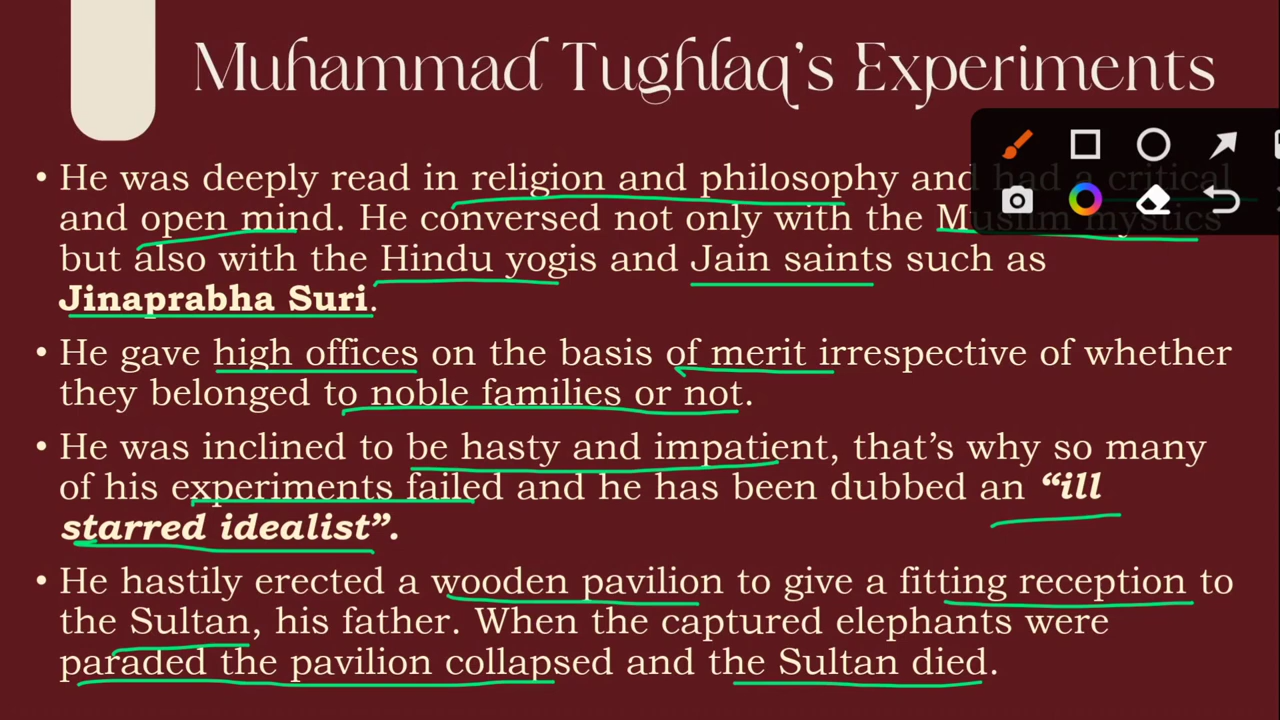 Muhammad Tughlaq's Experiments
• He was deeply read in religion and philosophy and had a critical
and open mind. He conversed not only with the Muslim mystics
but also with the Hindu yogis and Jain saints such as
Jinaprabha Suri.
• He gave high offices on the basis of merit irrespective of whether
they belonged to noble families or not.
• He was inclined to be hasty and impatient, that's why so many
of his experiments failed and he has been dubbed an “ill
starred idealist”.
• He hastily erected a wooden pavilion to give a fitting reception to
the Sultan, his father. When the captured elephants were
paraded the pavilion collapsed and the Sultan died.